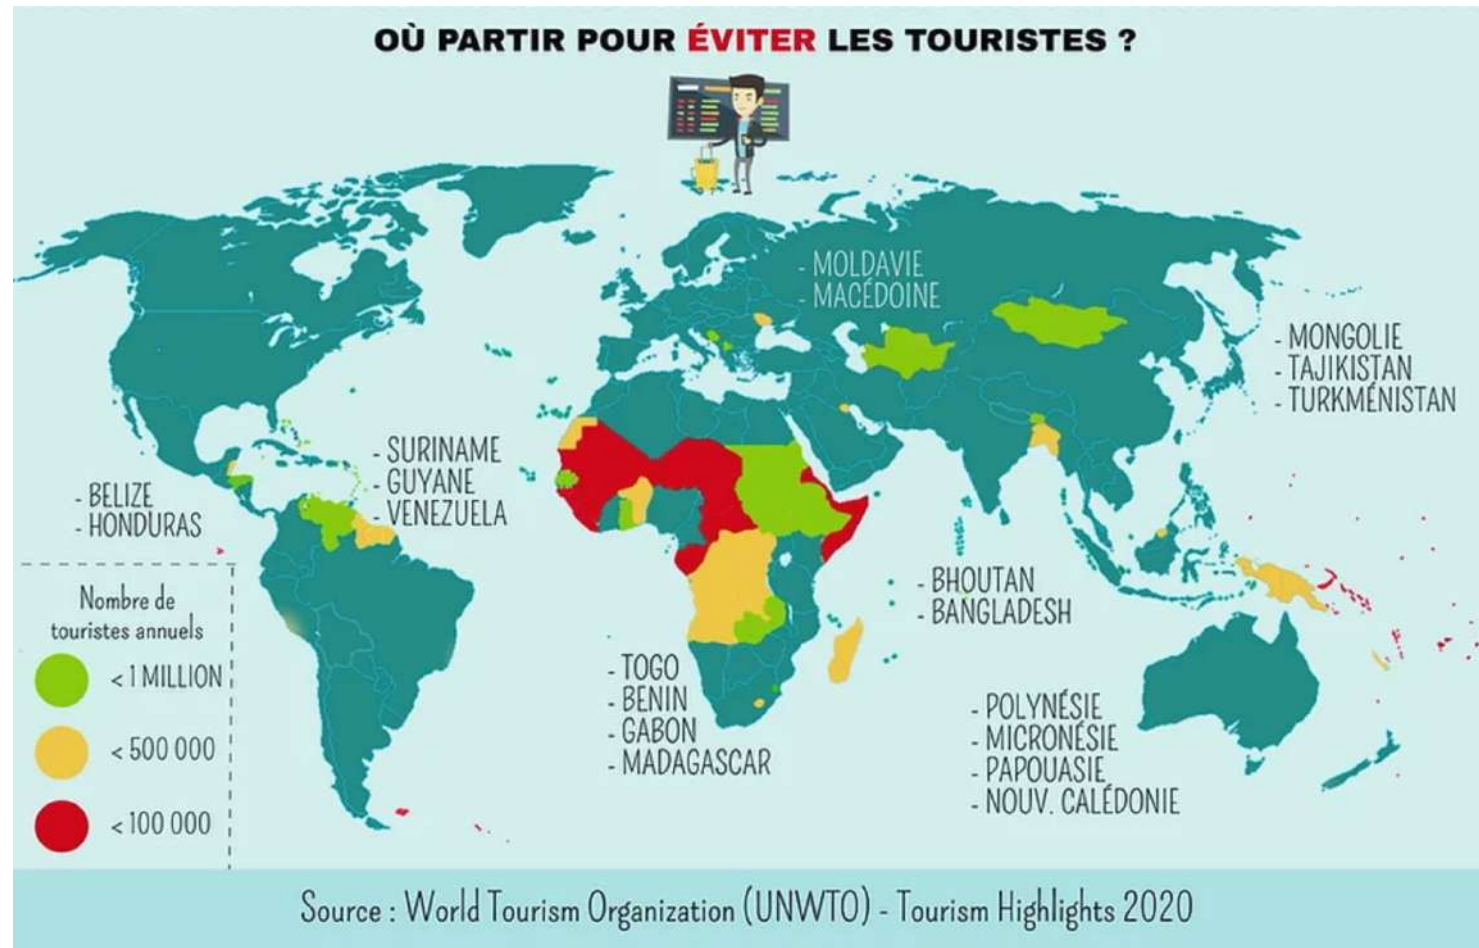 OÙ PARTIR POUR ÉVITER LES TOURISTES ?
- MOLDAVIE
- MACÉDOINE
- MONGOLIE
- TAJIKISTAN
- TURKMÉNISTAN
- SURINAME
- GUYANE
- VENEZUELA
- BELIZE
- HONDURAS
- BHOUTAN
- BANGLADESH
- TOGO
- BENIN
- GABON
- MADAGASCAR
- POLYNÉSIE
- MICRONÉSIE
- PAPOUASIE
- NOUV. CALÉDONIE
Nombre de
touristes annuels
< 1 MILLION
< 500 000
< 100 000
Source : World Tourism Organization (UNWTO) - Tourism Highlights 2020